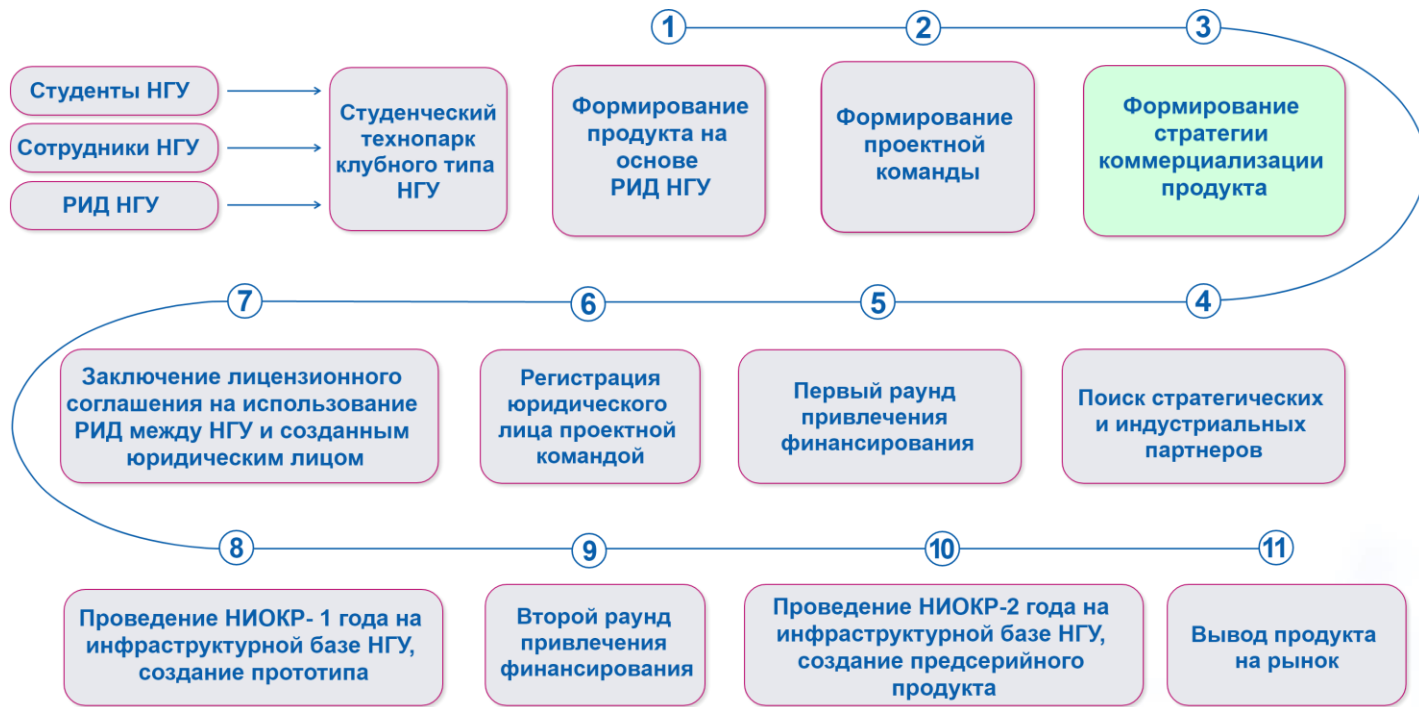 1
2
3
Студенты НГУ
Сотрудники НГУ
РИД НГУ
Студенческий
технопарк
клубного типа
НГУ
Формирование
продукта на
основе
РИД НГУ
Формирование
проектной
команды
Формирование
стратегии
коммерциализации
продукта
7
6
5
4
Заключение лицензионного
соглашения на использование
РИД между НГУ и созданным
юридическим лицом
Регистрация
юридического
лица проектной
командой
Первый раунд
привлечения
финансирования
Поиск стратегических
и индустриальных
партнеров
8
9
10
11
Проведение НИОКР- 1 года на
инфраструктурной базе НГУ,
создание прототипа
Второй раунд
привлечения
финансирования
Проведение НИОКР-2 года на
инфраструктурной базе НГУ,
создание предсерийного
продукта
Вывод продукта
на рынок